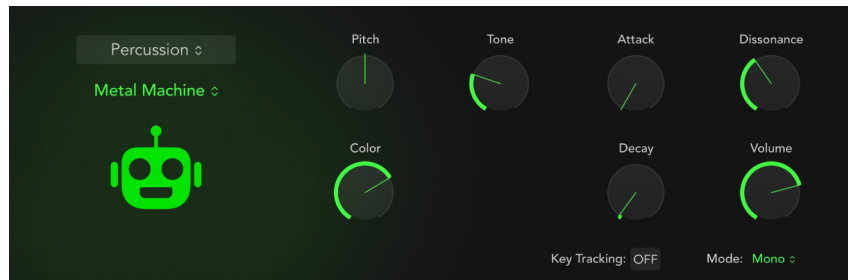 Percussion
Metal Machine
Pitch
Tone
Attack
Dissonance
Color
Decay
Volume
Key Tracking: OFF
Mode: Mono